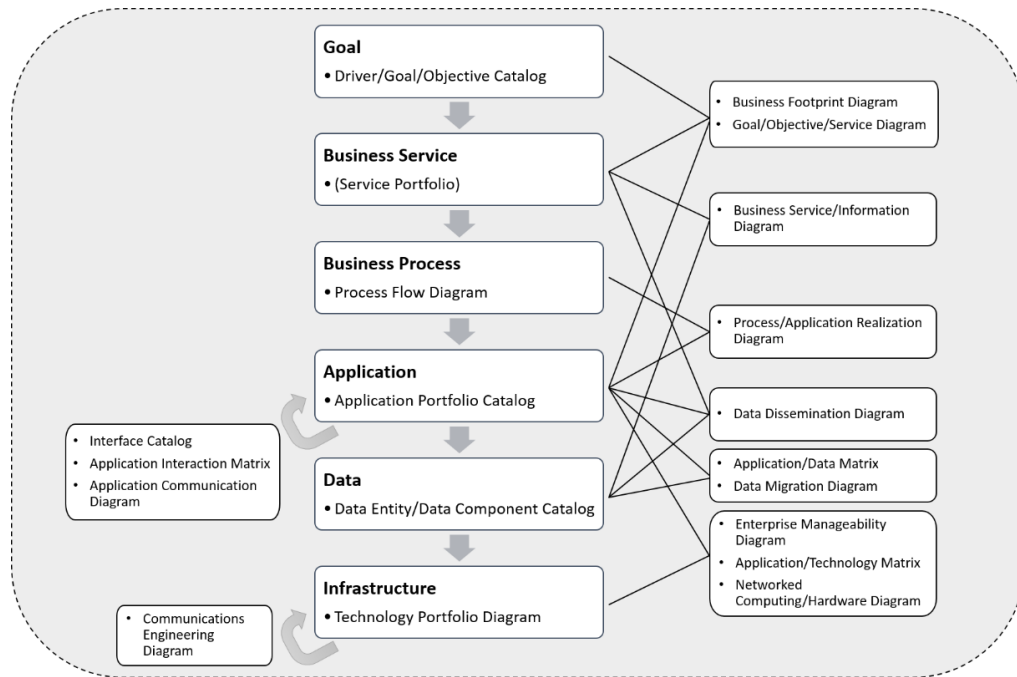 Goal
• Driver/Goal/Objective Catalog
Business Service
• (Service Portfolio)
Business Process
• Process Flow Diagram
Application
• Application Portfolio Catalog
Data
• Data Entity/Data Component Catalog
Infrastructure
• Technology Portfolio Diagram
• Interface Catalog
• Application Interaction Matrix
• Application Communication
Diagram
• Communications
Engineering
Diagram
• Business Footprint Diagram
• Goal/Objective/Service Diagram
• Business Service/Information
Diagram
• Process/Application Realization
Diagram
• Data Dissemination Diagram
• Application/Data Matrix
• Data Migration Diagram
• Enterprise Manageability
Diagram
• Application/Technology Matrix
• Networked
Computing/Hardware Diagram